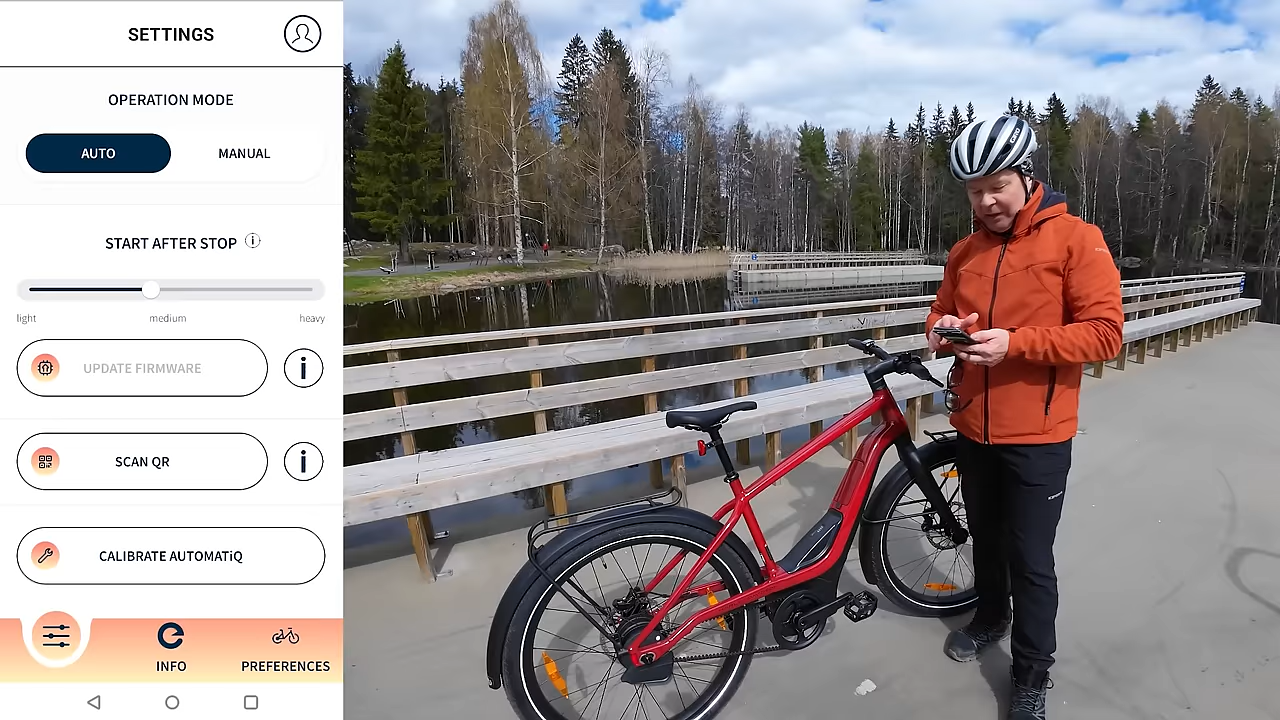 SETTINGS
OPERATION MODE
AUTO
MANUAL
START AFTER STOP
light
medium
heavy
UPDATE FIRMWARE
SCAN QR
CALIBRATE AUTOMATiQ
INFO
PREFERENCES